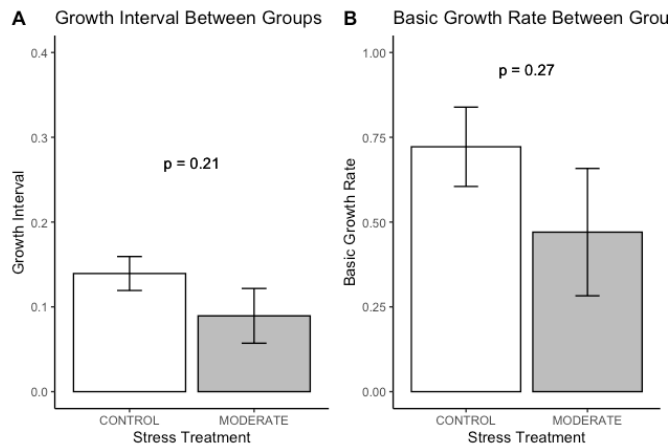 A Growth Interval Between Groups
0.4
0.3
0.2
0.1
0.0
Growth Interval
p = 0.21
CONTROL MODERATE
Stress Treatment
B Basic Growth Rate Between Grou
1.00
0.75
0.50
0.25
0.00
Basic Growth Rate
p = 0.27
CONTROL MODERATE
Stress Treatment